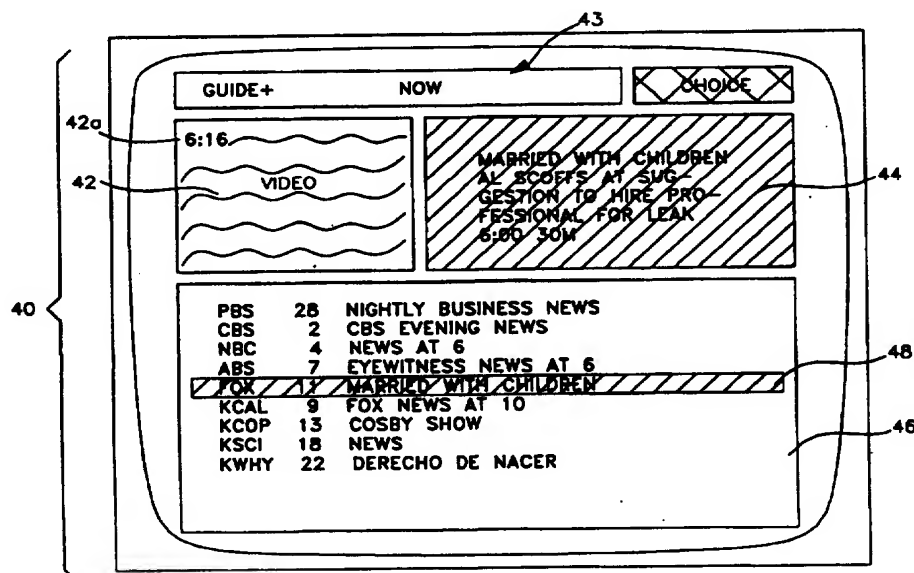 43
GUIDE+ NOW CHOICE
42a
6:16
42
VIDEO
MARRIED WITH CHILDREN
AL SCOFFS AT SUG-
GESTION TO HIRE PRO-
FESSIONAL FOR LEAK
6:00 30M
44
40
PBS 28 NIGHTLY BUSINESS NEWS
CBS 2 CBS EVENING NEWS
NBC 4 NEWS AT 6
ABS 7 EYEWITNESS NEWS AT 6
FOX 11 MARRIED WITH CHILDREN
48
KCAL 9 FOX NEWS AT 10
KCOP 13 COSBY SHOW
46
KSCI 18 NEWS
KWHY 22 DERECHO DE NACER